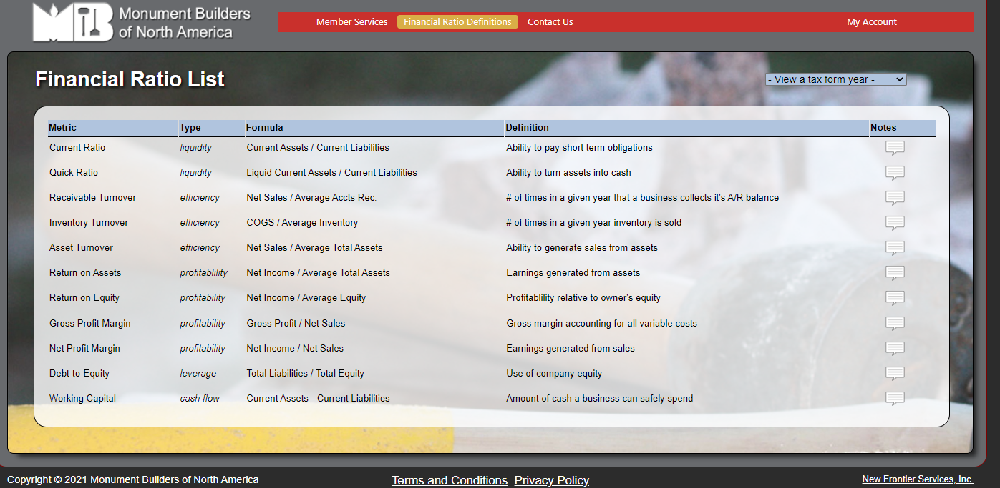 MB Monument Builders
of North America
Member Services Financial Ratio Definitions Contact Us My Account
Financial Ratio List
- View a tax form year -
Metric Type Formula Definition Notes
Current Ratio liquidity Current Assets / Current Liabilities Ability to pay short term obligations
Quick Ratio liquidity Liquid Current Assets / Current Liabilities Ability to turn assets into cash
Receivable Turnover efficiency Net Sales / Average Accts Rec. # of times in a given year that a business collects it's A/R balance
Inventory Turnover efficiency COGS / Average Inventory # of times in a given year inventory is sold
Asset Turnover efficiency Net Sales / Average Total Assets Ability to generate sales from assets
Return on Assets profitablility Net Income / Average Total Assets Earnings generated from assets
Return on Equity profitability Net Income / Average Equity Profitablility relative to owner's equity
Gross Profit Margin profitability Gross Profit / Net Sales Gross margin accounting for all variable costs
Net Profit Margin profitability Net Income / Net Sales Earnings generated from sales
Debt-to-Equity leverage Total Liabilities / Total Equity Use of company equity
Working Capital cash flow Current Assets - Current Liabilities Amount of cash a business can safely spend
Copyright © 2021 Monument Builders of North America Terms and Conditions Privacy Policy New Frontier Services, Inc.